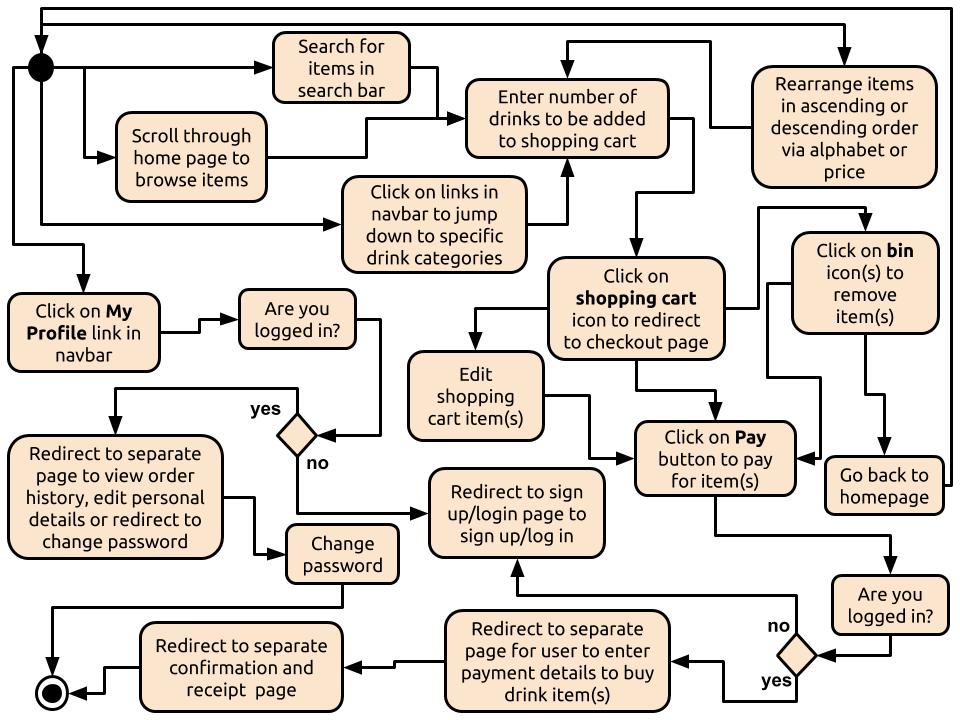 Search for
items in
search bar
Scroll through
home page to
browse items
Enter number of
drinks to be added
to shopping cart
Rearrange items
in ascending or
descending order
via alphabet or
price
Click on links in
navbar to jump
down to specific
drink categories
Click on My
Profile link in
navbar
Are you
logged in?
Click on
shopping cart
icon to redirect
to checkout page
Click on bin
icon(s) to
remove
item(s)
Edit
shopping
cart item(s)
yes
no
Click on Pay
button to pay
for item(s)
Go back to
homepage
Redirect to separate
page to view order
history, edit personal
details or redirect to
change password
Redirect to sign
up/login page to
sign up/log in
Change
password
Are you
logged in?
no
yes
Redirect to separate
page for user to enter
payment details to buy
drink item(s)
Redirect to separate
confirmation and
receipt page